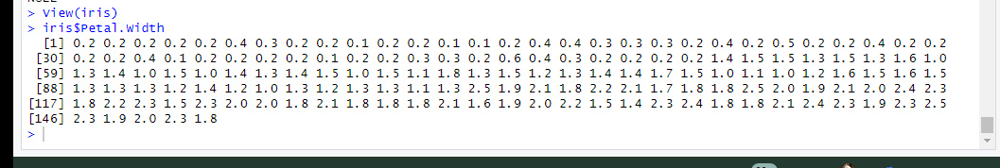 > View(iris)
> iris$Petal.Width
[1] 0.2 0.2 0.2 0.2 0.2 0.4 0.3 0.2 0.2 0.1 0.2 0.2 0.1 0.1 0.2 0.4 0.4 0.3 0.3 0.3 0.2 0.4 0.2 0.5 0.2 0.2 0.4 0.2 0.2
[30] 0.2 0.2 0.4 0.1 0.2 0.2 0.2 0.2 0.1 0.2 0.2 0.3 0.3 0.2 0.6 0.4 0.3 0.2 0.2 0.2 0.2 1.4 1.5 1.5 1.3 1.5 1.3 1.6 1.0
[59] 1.3 1.4 1.0 1.5 1.0 1.4 1.3 1.4 1.5 1.0 1.5 1.1 1.8 1.3 1.5 1.2 1.3 1.4 1.4 1.7 1.5 1.0 1.1 1.0 1.2 1.6 1.5 1.6 1.5
[88] 1.3 1.3 1.3 1.2 1.4 1.2 1.0 1.3 1.2 1.3 1.3 1.1 1.3 2.5 1.9 2.1 1.8 2.2 2.1 1.7 1.8 1.8 2.5 2.0 1.9 2.1 2.0 2.4 2.3
[117] 1.8 2.2 2.3 1.5 2.3 2.0 2.0 1.8 2.1 1.8 1.8 1.8 2.1 1.6 1.9 2.0 2.2 1.5 1.4 2.3 2.4 1.8 1.8 2.1 2.4 2.3 1.9 2.3 2.5
[146] 2.3 1.9 2.0 2.3 1.8
>